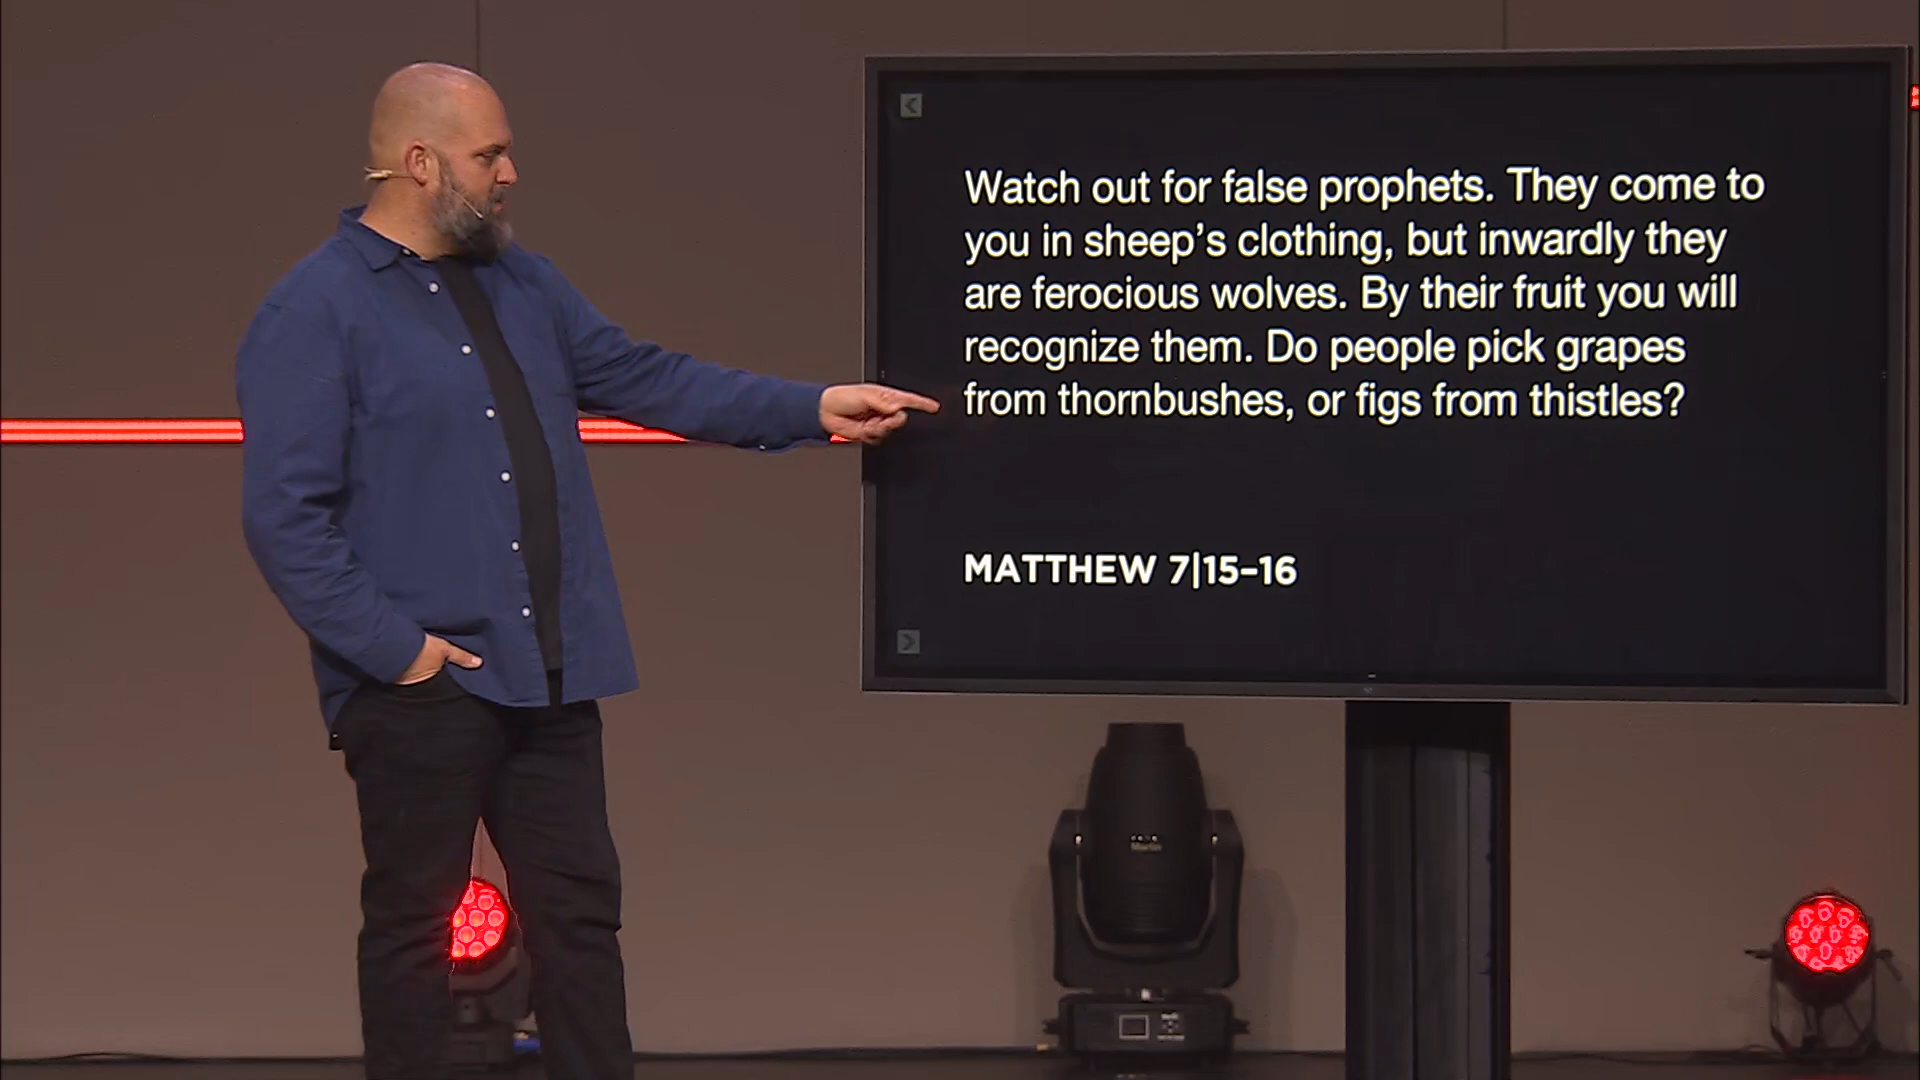 Watch out for false prophets. They come to
you in sheep’s clothing, but inwardly they
are ferocious wolves. By their fruit you will
recognize them. Do people pick grapes
from thornbushes, or figs from thistles?
MATTHEW 7|15–16
Martin